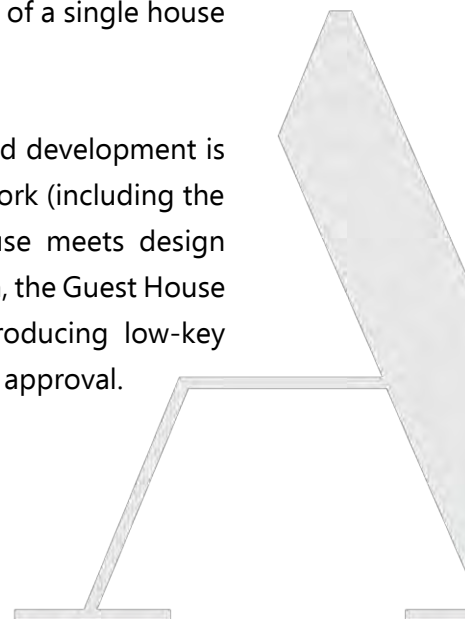 of a single house
d development is
ork (including the
use meets design
, the Guest House
roducing low-key
approval.